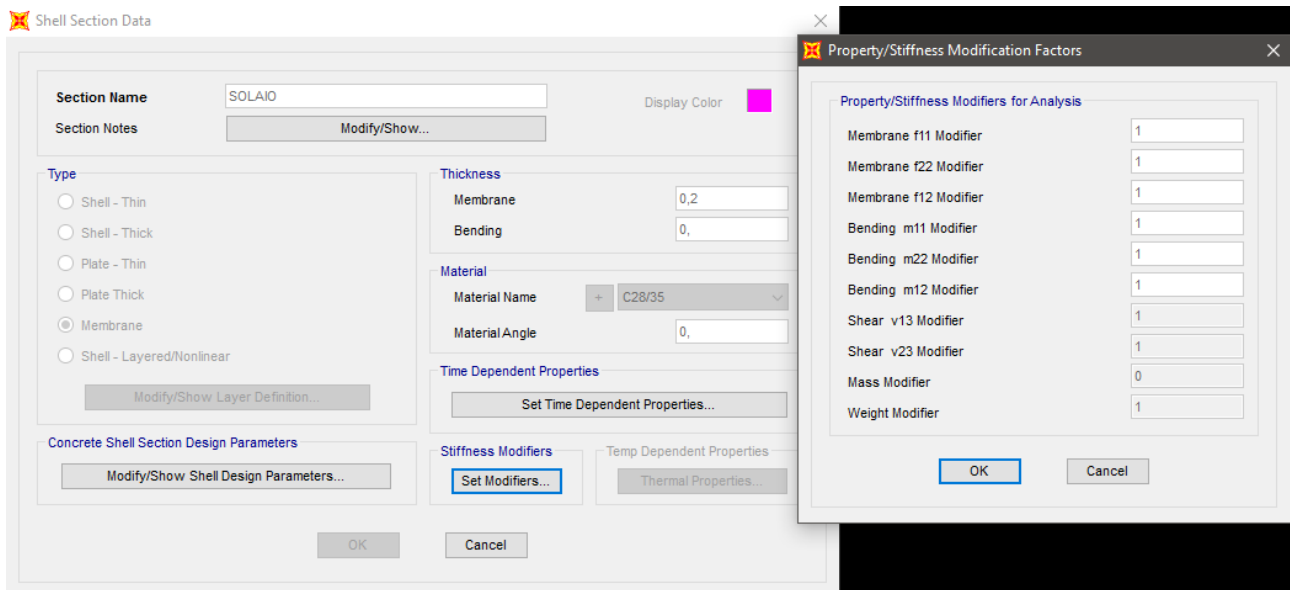 Shell Section Data
Section Name SOLAIO Display Color
Section Notes Modify/Show...
Type
Shell - Thin
Shell - Thick
Plate - Thin
Plate Thick
Membrane
Shell - Layered/Nonlinear
Modify/Show Layer Definition...
Concrete Shell Section Design Parameters
Modify/Show Shell Design Parameters...
Thickness
Membrane 0,2
Bending 0,
Material
Material Name + C28/35
Material Angle 0,
Time Dependent Properties
Set Time Dependent Properties...
Stiffness Modifiers
Set Modifiers...
Temp Dependent Properties
Thermal Properties...
OK Cancel
Property/Stiffness Modification Factors
Property/Stiffness Modifiers for Analysis
Membrane f11 Modifier 1
Membrane f22 Modifier 1
Membrane f12 Modifier 1
Bending m11 Modifier 1
Bending m22 Modifier 1
Bending m12 Modifier 1
Shear v13 Modifier 1
Shear v23 Modifier 1
Mass Modifier 0
Weight Modifier 1
OK Cancel